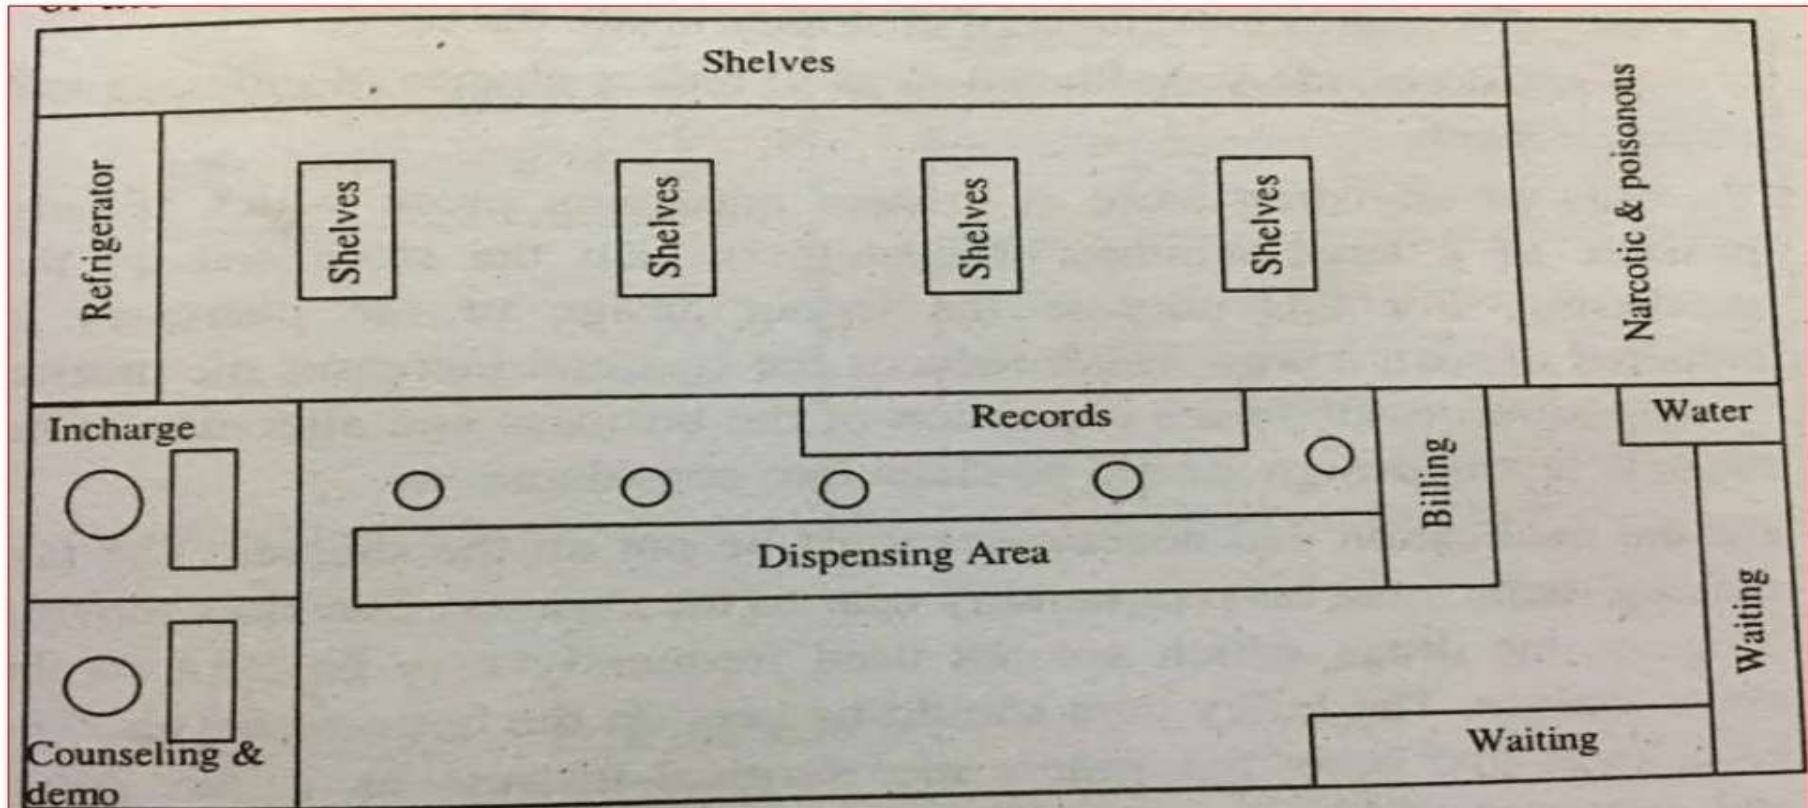 Shelves
Refrigerator
Shelves
Shelves
Shelves
Shelves
Narcotic & poisonous
Incharge
Records
Billing
Water
Dispensing Area
Waiting
Waiting
Counseling &
demo